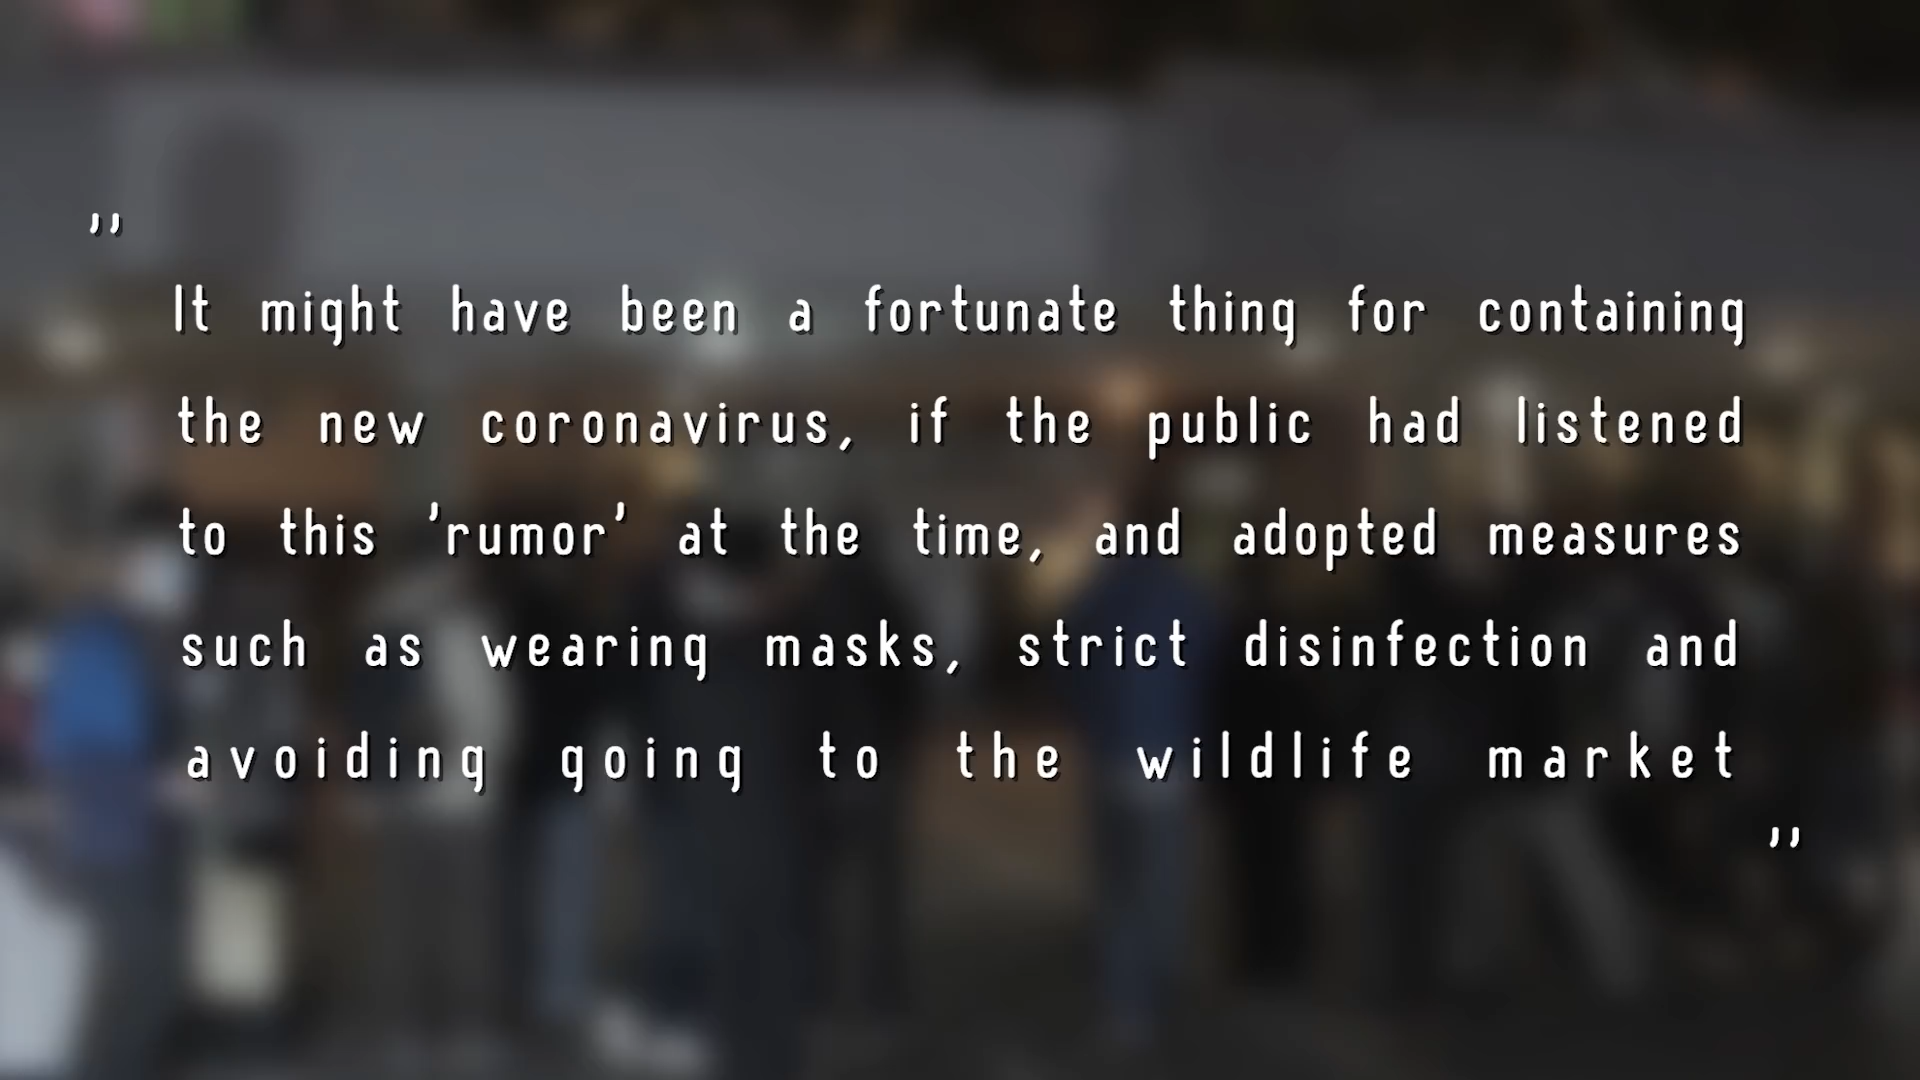 ”
It might have been a fortunate thing for containing
the new coronavirus, if the public had listened
to this 'rumor' at the time, and adopted measures
such as wearing masks, strict disinfection and
avoiding going to the wildlife market
”